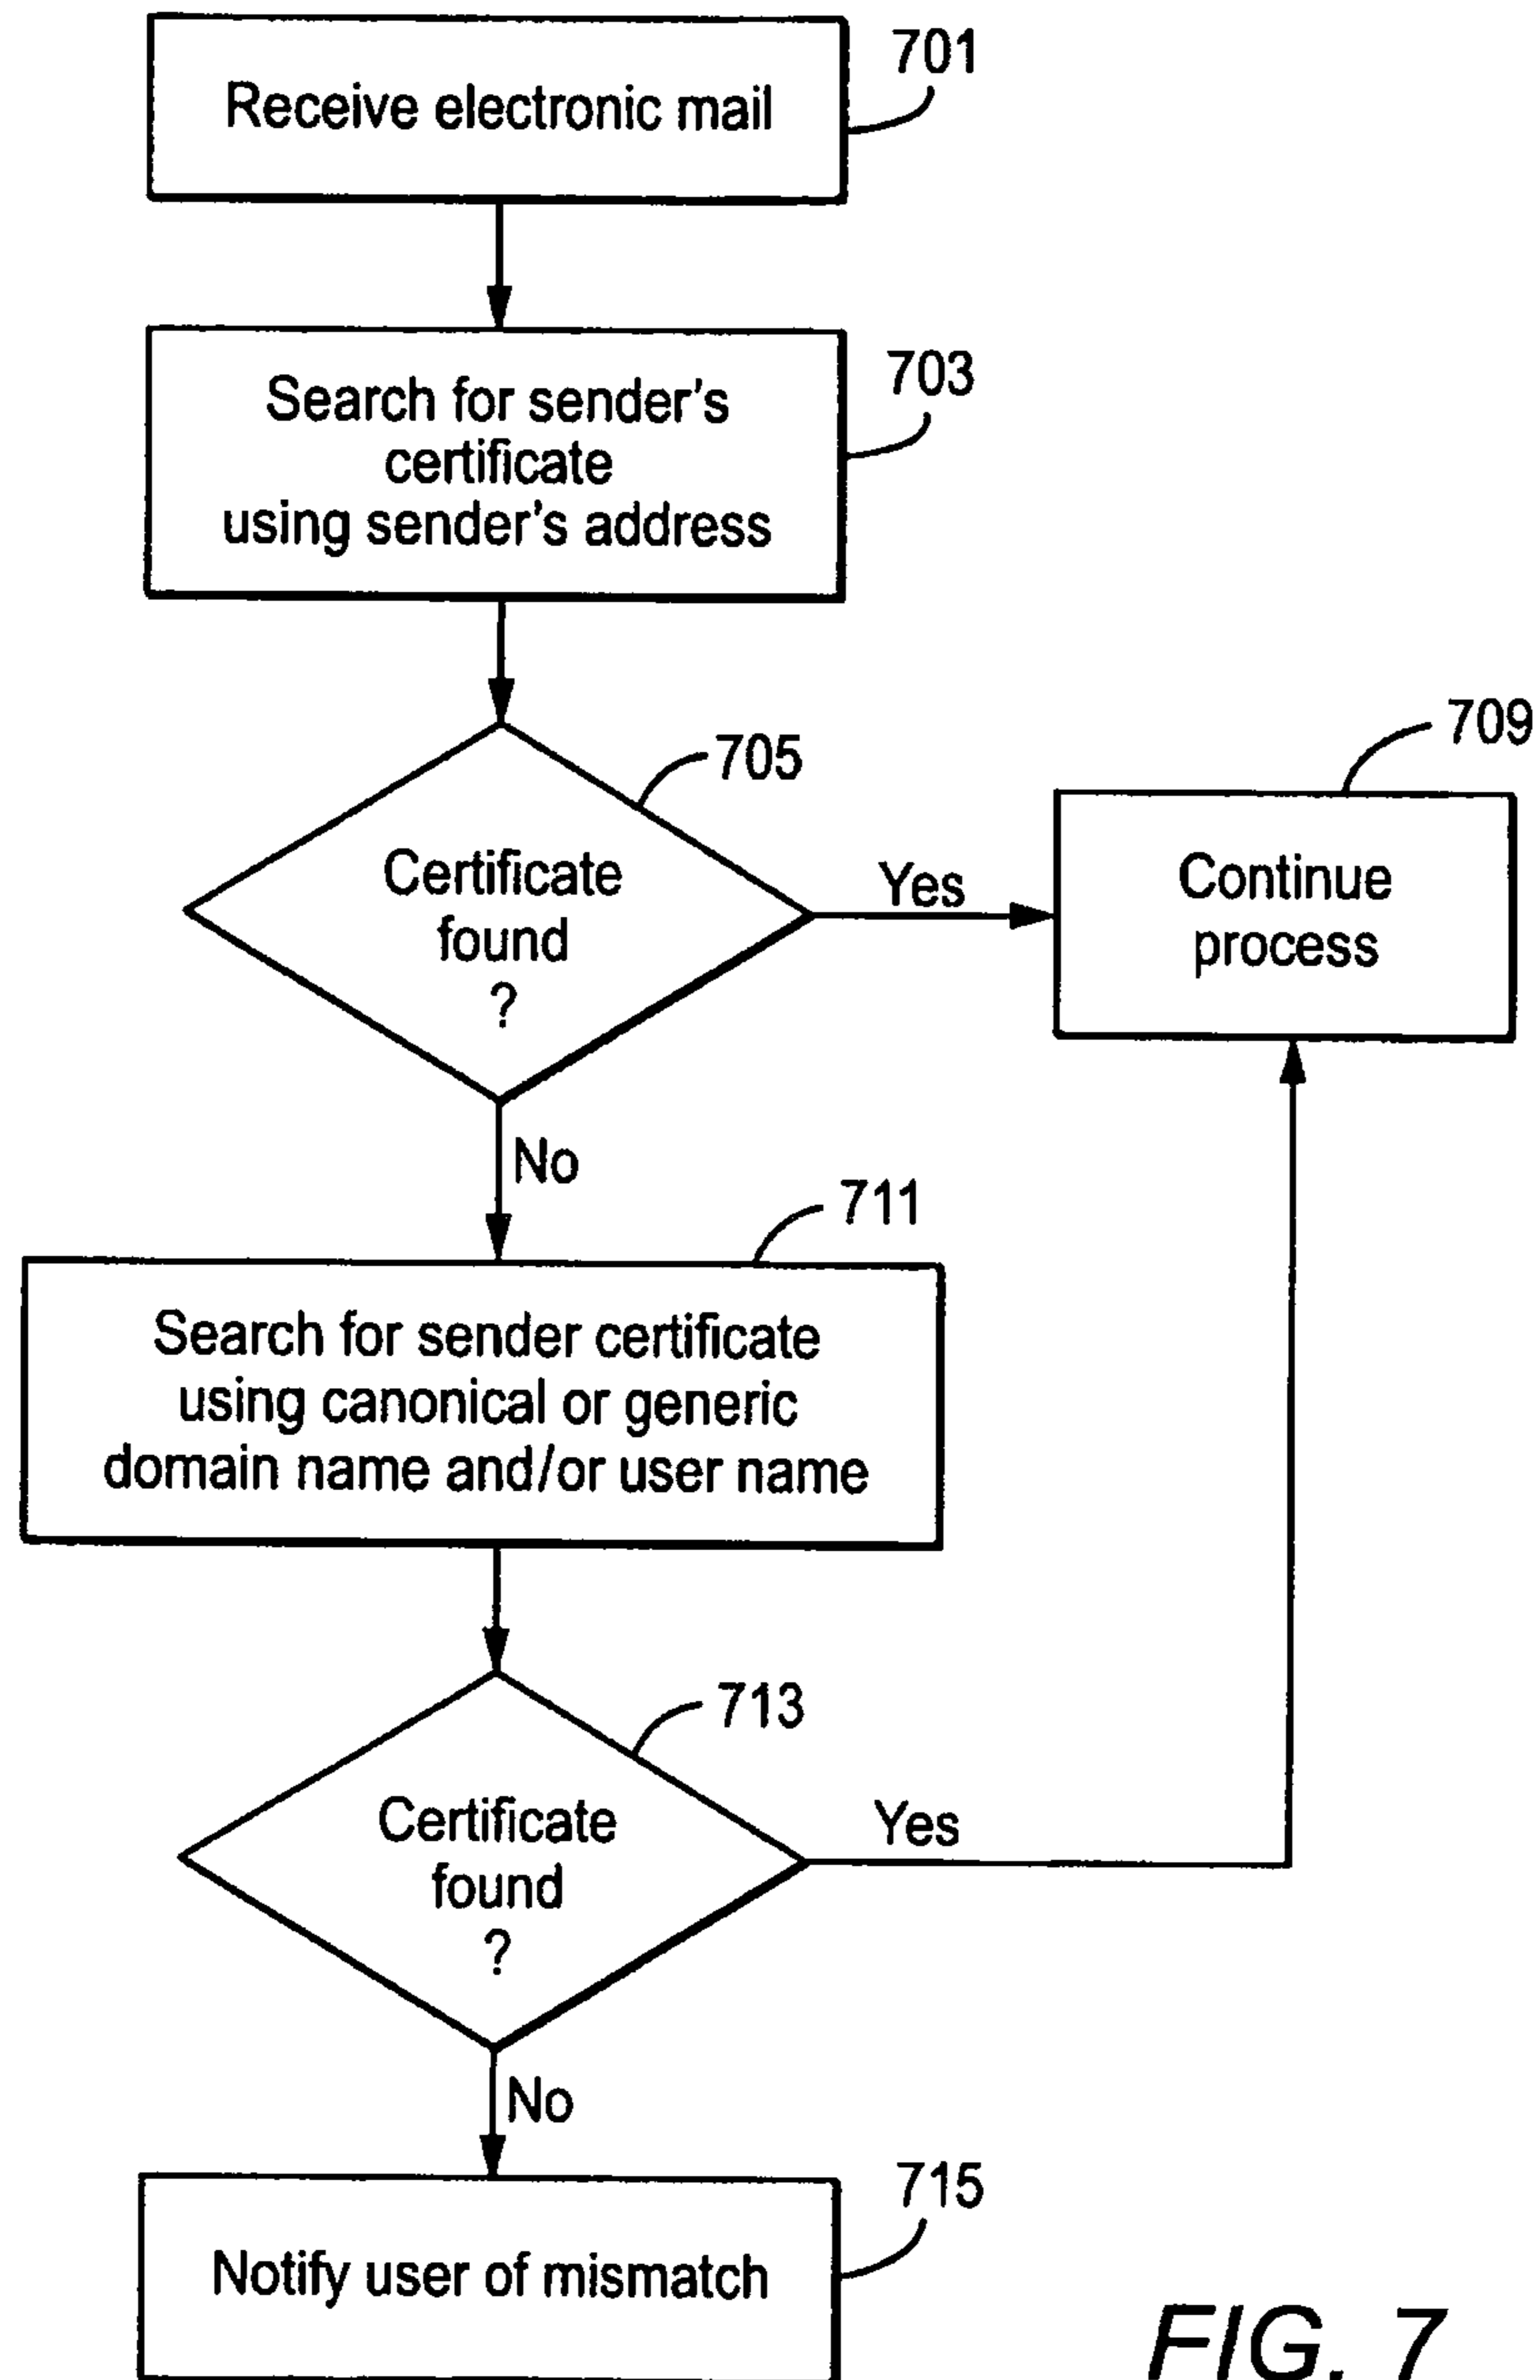 Receive electronic mail
701
Search for sender's
certificate
using sender's address
703
705
Certificate
found
?
Yes
709
Continue
process
No
711
Search for sender certificate
using canonical or generic
domain name and/or user name
713
Certificate
found
?
Yes
No
715
Notify user of mismatch
FIG. 7